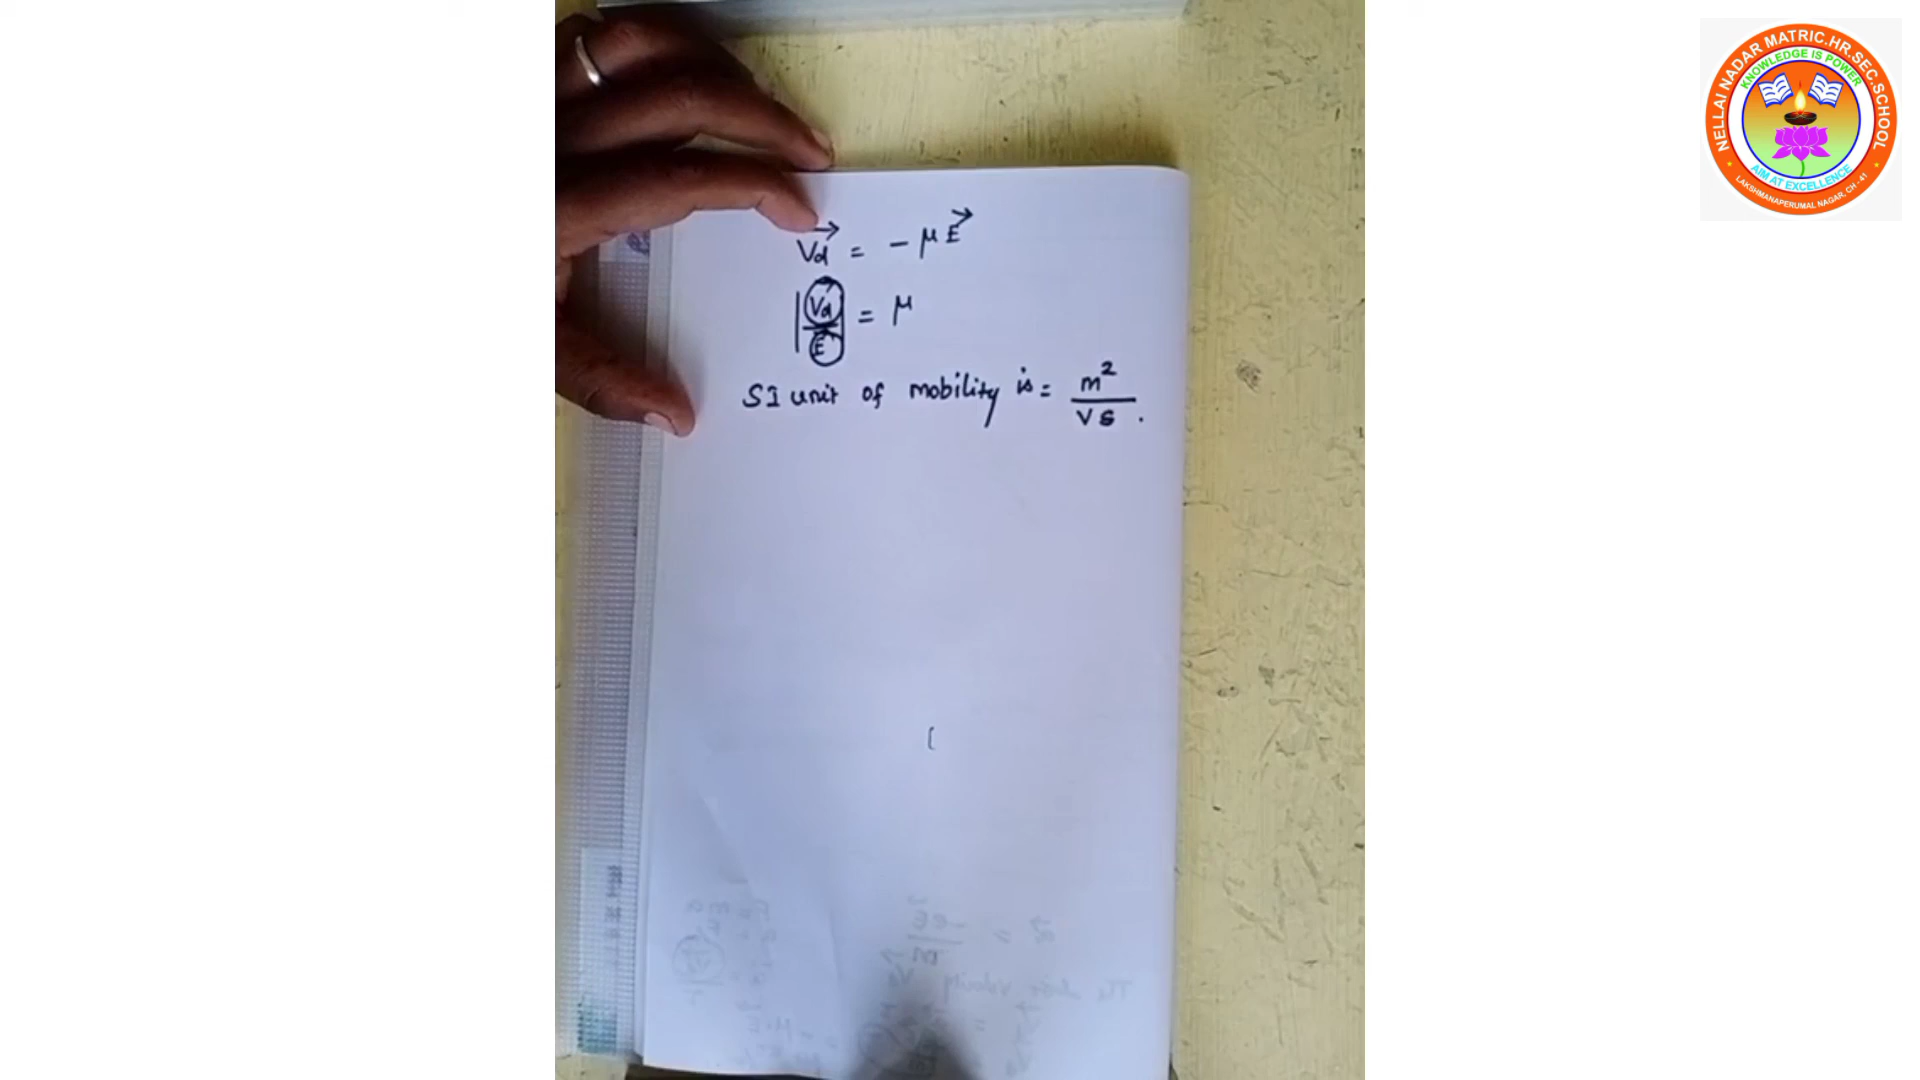 NELLAI NADAR MATRIC.HR.SEC.SCHOOL
KNOWLEDGE IS POWER
AIM AT EXCELLENCE
LAKSHMANAPERUMAL NAGAR, CH - 41
Vd = - μ E
|Vd/E| = μ
SI unit of mobility is = m²/VS .